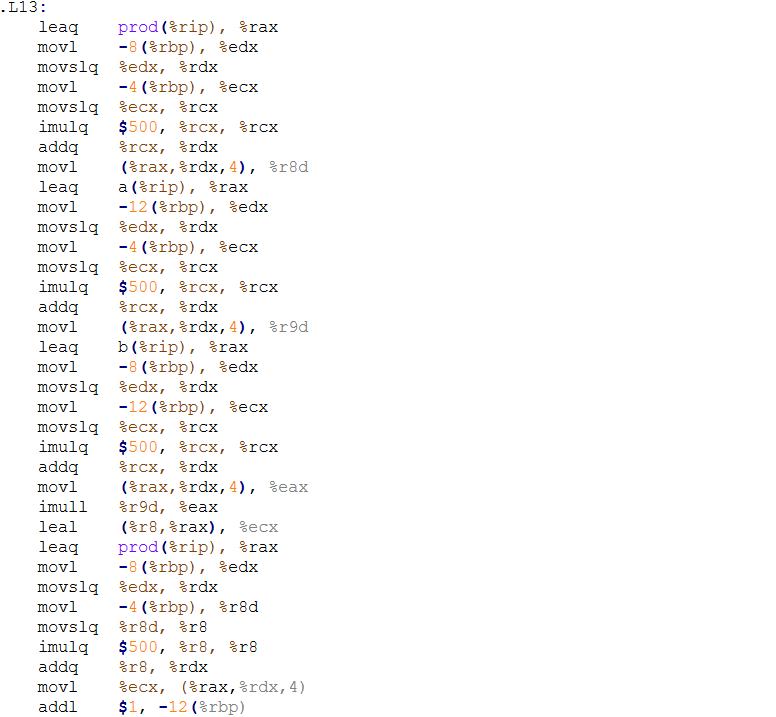 .L13:
leaq prod(%rip), %rax
movl -8(%rbp), %edx
movslq %edx, %rdx
movl -4(%rbp), %ecx
movslq %ecx, %rcx
imulq $500, %rcx, %rcx
addq %rcx, %rdx
movl (%rax,%rdx,4), %r8d
leaq a(%rip), %rax
movl -12(%rbp), %edx
movslq %edx, %rdx
movl -4(%rbp), %ecx
movslq %ecx, %rcx
imulq $500, %rcx, %rcx
addq %rcx, %rdx
movl (%rax,%rdx,4), %r9d
leaq b(%rip), %rax
movl -8(%rbp), %edx
movslq %edx, %rdx
movl -12(%rbp), %ecx
movslq %ecx, %rcx
imulq $500, %rcx, %rcx
addq %rcx, %rdx
movl (%rax,%rdx,4), %eax
imull %r9d, %eax
leal (%r8,%rax), %ecx
leaq prod(%rip), %rax
movl -8(%rbp), %edx
movslq %edx, %rdx
movl -4(%rbp), %r8d
movslq %r8d, %r8
imulq $500, %r8, %r8
addq %r8, %rdx
movl %ecx, (%rax,%rdx,4)
addl $1, -12(%rbp)